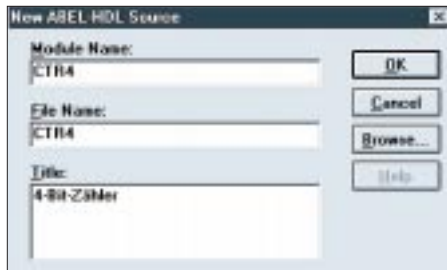 New ABEL-HDL Source
Module Name:
CTR4
OK
File Name:
CTR4
Cancel
Browse...
Title:
4-Bit-Zähler
Help